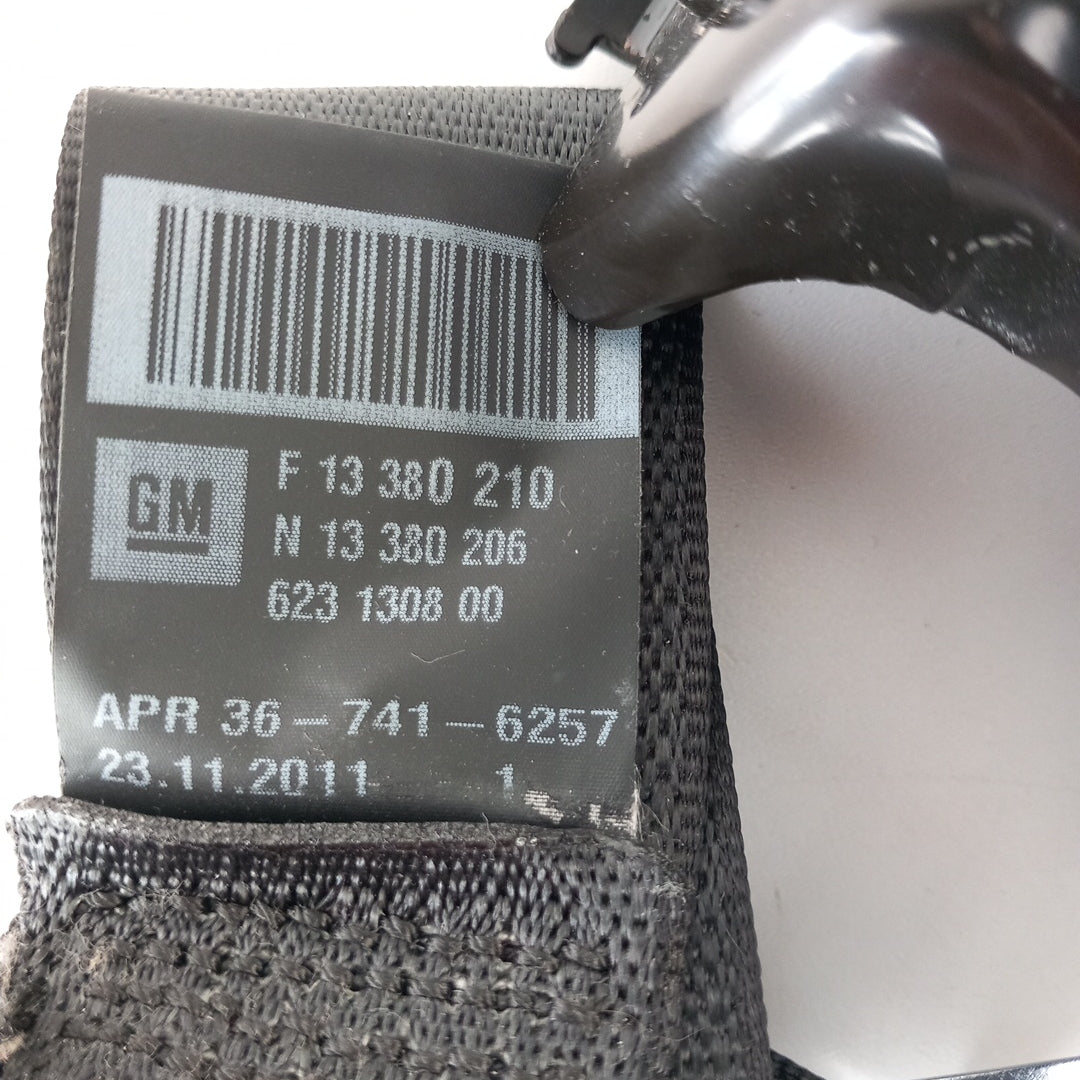 GM
F 13 380 210
N 13 380 206
623 1308 00
APR 36-741-6257
23.11.2011 1